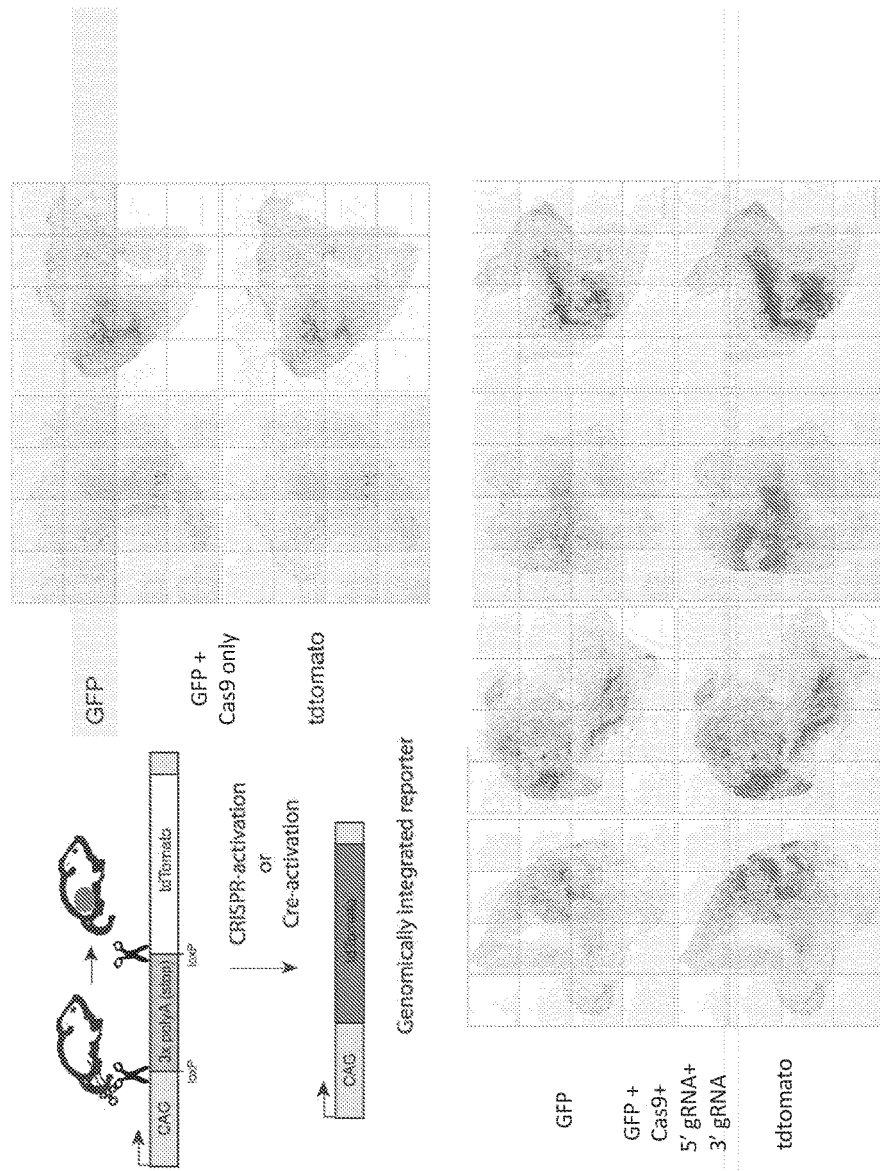 CAG
3x polyA (stop)
tdTomato
loxP
loxP
CRISPR-activation
or
Cre-activation
CAG
tdTomato
Genomically integrated reporter
GFP
GFP +
Cas9 only
tdtomato
GFP
GFP +
Cas9+
5' gRNA+
3' gRNA
tdtomato